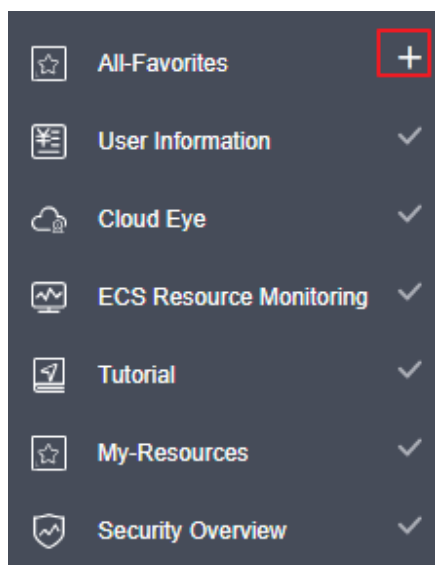 All-Favorites
User Information
Cloud Eye
ECS Resource Monitoring
Tutorial
My-Resources
Security Overview